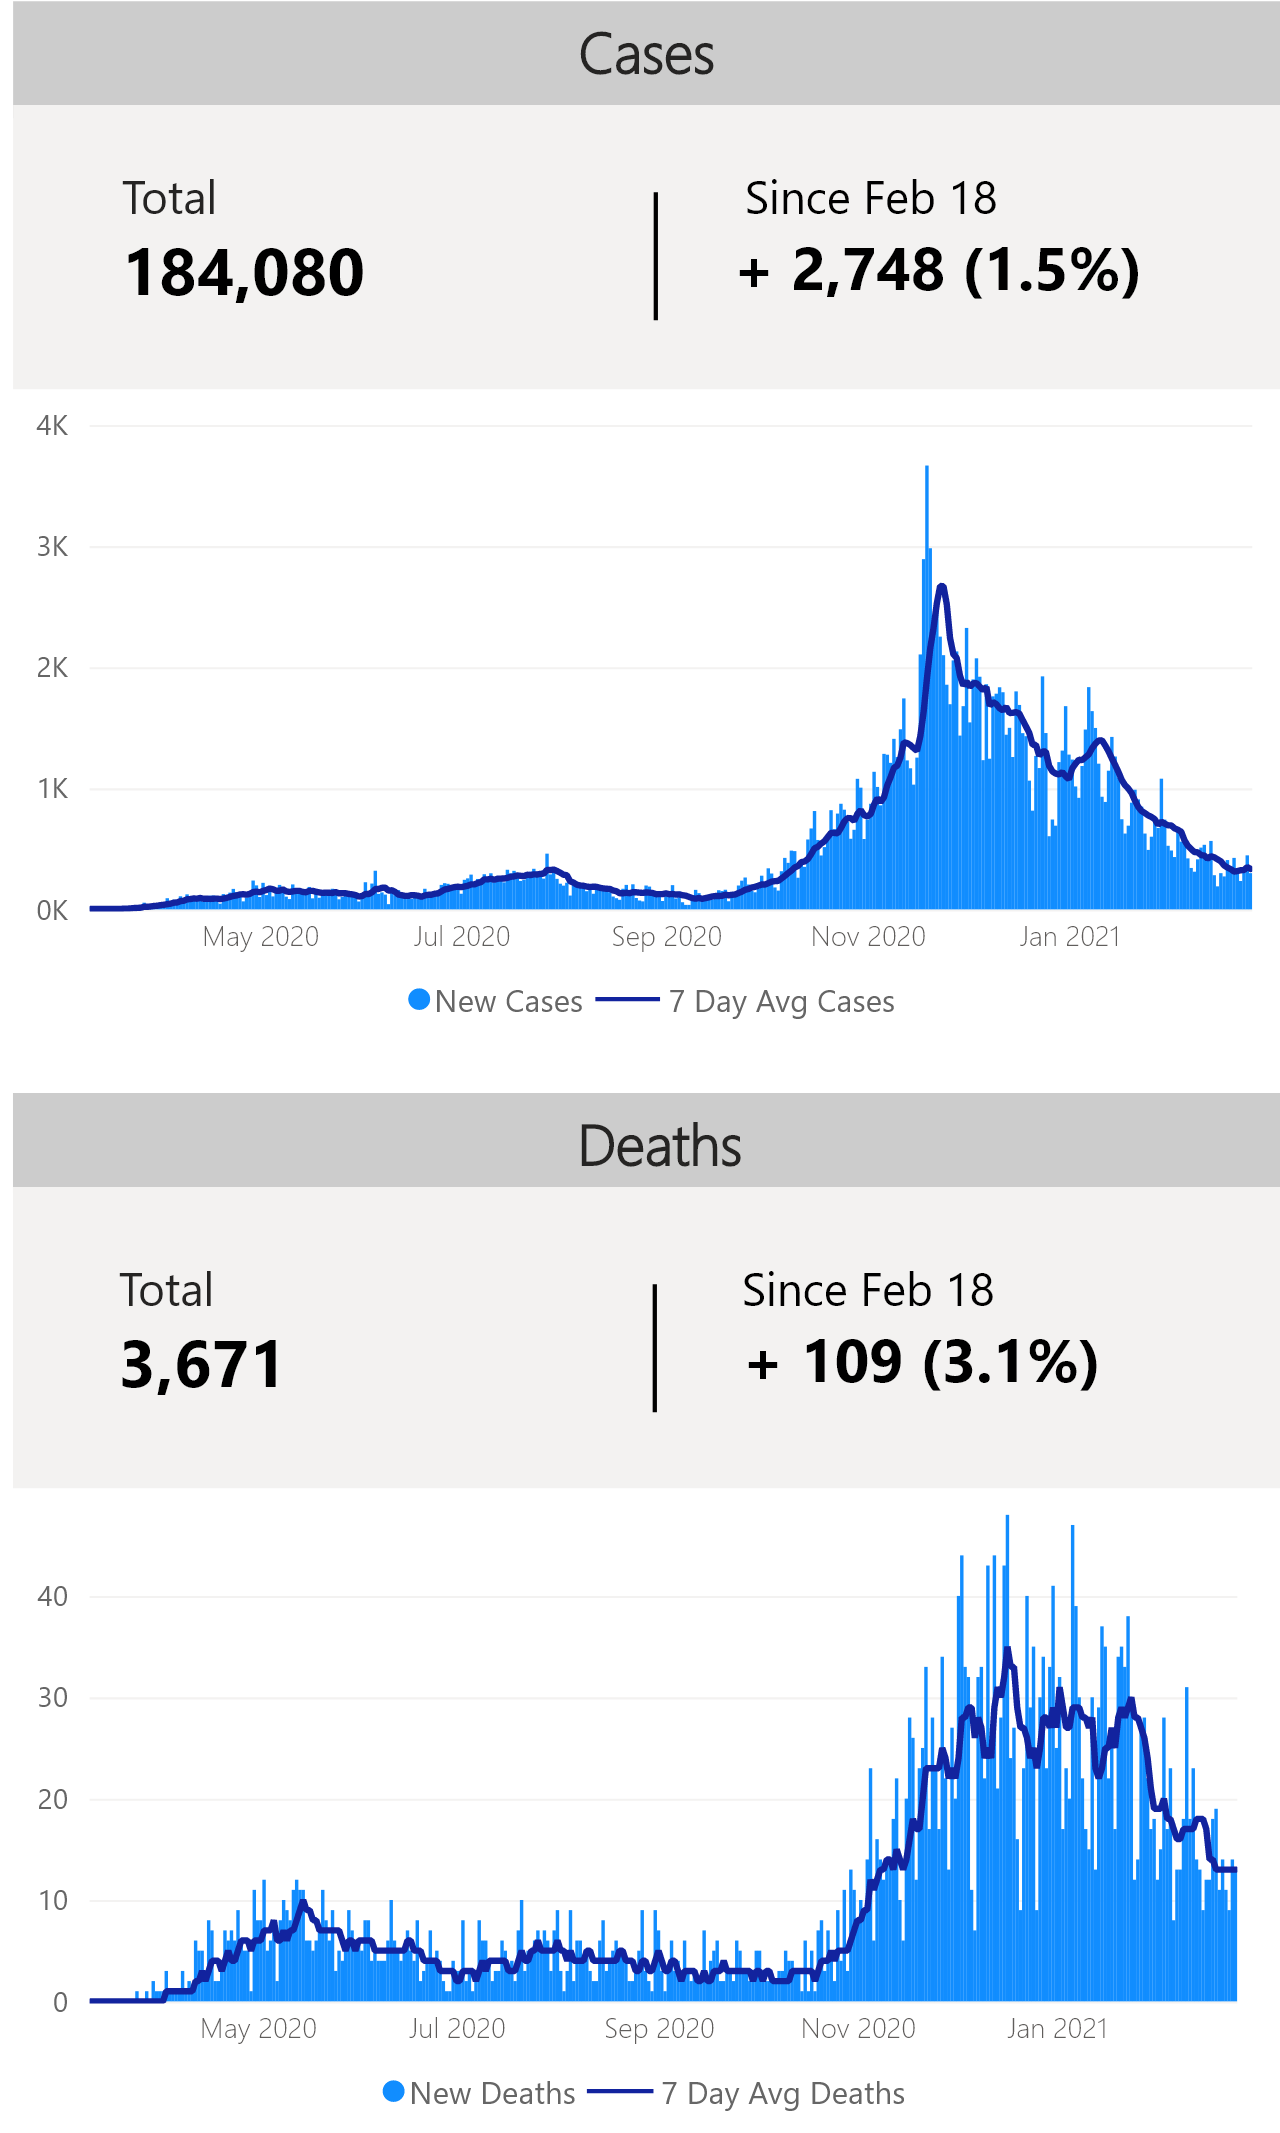 Cases
Total
Since Feb 18
184,080
+ 2,748 (1.5%)
4K
3K
2K
1K
0K
May 2020
Jul 2020
Sep 2020
Nov 2020
Jan 2021
New Cases
7 Day Avg Cases
Deaths
Total
Since Feb 18
3,671
+ 109 (3.1%)
40
30
20
10
0
May 2020
Jul 2020
Sep 2020
Nov 2020
Jan 2021
New Deaths
7 Day Avg Deaths